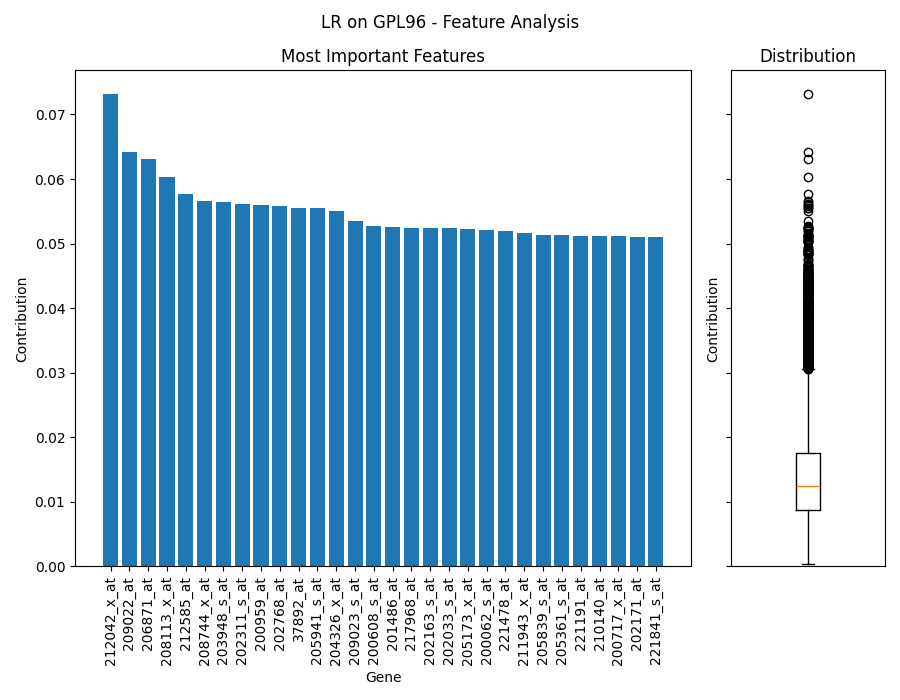 LR on GPL96 - Feature Analysis
Most Important Features
Distribution
Contribution
0.07
0.06
0.05
0.04
0.03
0.02
0.01
0.00
Contribution
212042_x_at
209022_at
206871_at
208113_x_at
212585_at
208744_x_at
203948_s_at
202311_s_at
200959_at
202768_at
37892_at
205941_s_at
204326_x_at
209023_s_at
200608_s_at
201486_at
217968_at
202163_s_at
202033_s_at
205173_x_at
200062_s_at
221478_at
211943_x_at
205839_s_at
205361_s_at
221191_at
210140_at
200717_x_at
202171_at
221841_s_at
Gene